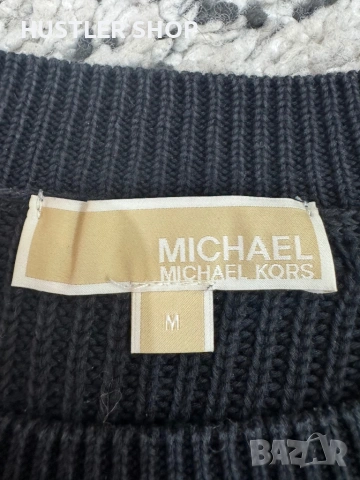 HUSTLER SHOP
MICHAEL
MICHAEL KORS
M
BAZAR